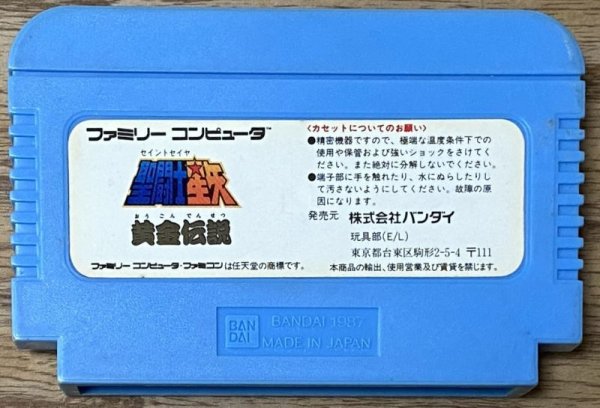 ファミリー コンピュータ™
セイントセイヤ
聖闘士星矢
おうごんでんせつ
黄金伝説
ファミリー コンピュータ・ファミコンは任天堂の商標です。
〈カセットについてのお願い〉
●精密機器ですので、極端な温度条件下での
使用や保管および強いショックをさけてく
ださい。また絶対に分解しないでください。
●端子部に手を触れたり、水にぬらしたりし
て汚さないようにしてください。故障の原
因になります。
発売元 株式会社バンダイ
玩具部(E/L)
東京都台東区駒形2-5-4 〒111
本商品の輸出、使用営業及び賃貸を禁じます。
BAN
DAI
BANDAI 1987
MADE IN JAPAN